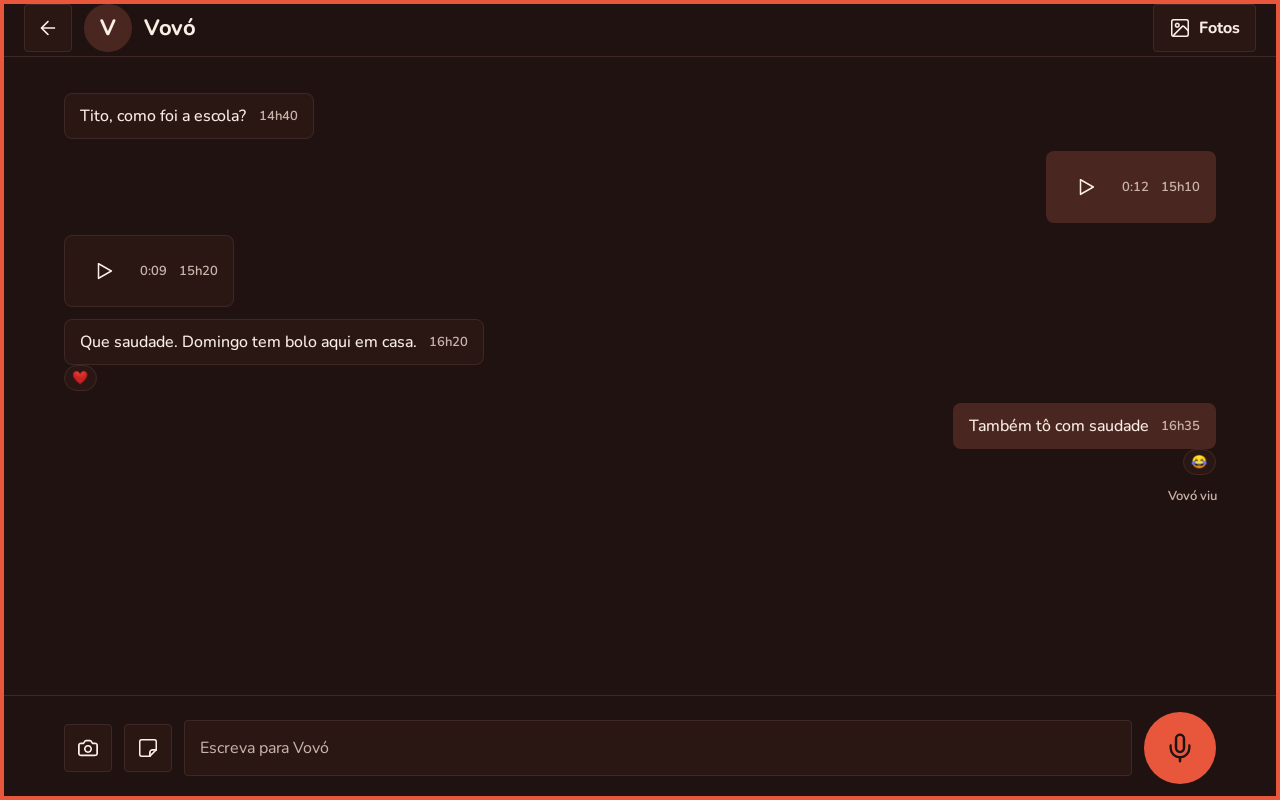 V Vovó
Fotos
Tito, como foi a escola? 14h40
0:12 15h10
0:09 15h20
Que saudade. Domingo tem bolo aqui em casa. 16h20
❤️
Também tô com saudade 16h35
😂
Vovó viu
Escreva para Vovó